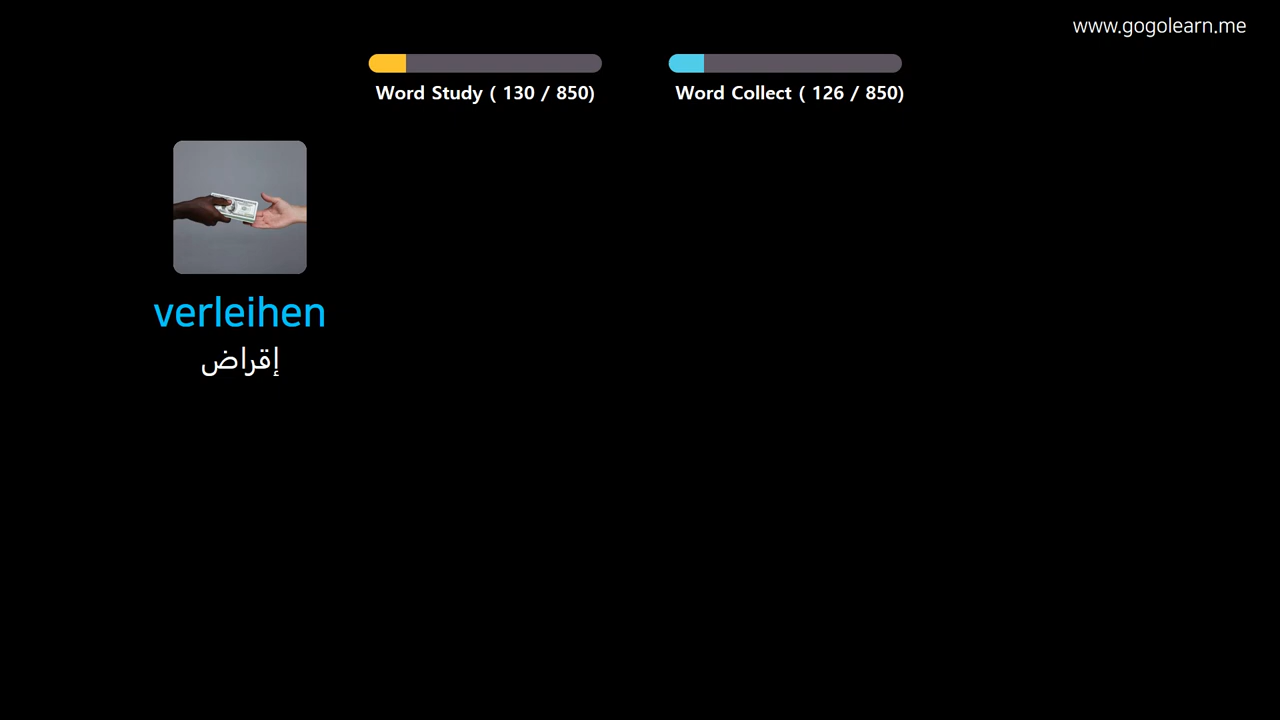 www.gogolearn.me
Word Study ( 130 / 850)
Word Collect ( 126 / 850)
verleihen
إقراض